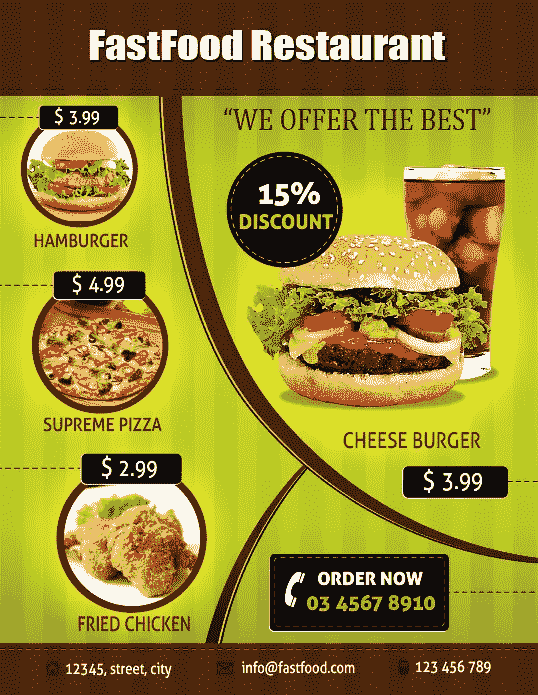 FastFood Restaurant
“WE OFFER THE BEST”
$ 3.99
HAMBURGER
15%
DISCOUNT
$ 4.99
SUPREME PIZZA
CHEESE BURGER
$ 3.99
$ 2.99
FRIED CHICKEN
ORDER NOW
03 4567 8910
12345, street, city
info@fastfood.com
123 456 789